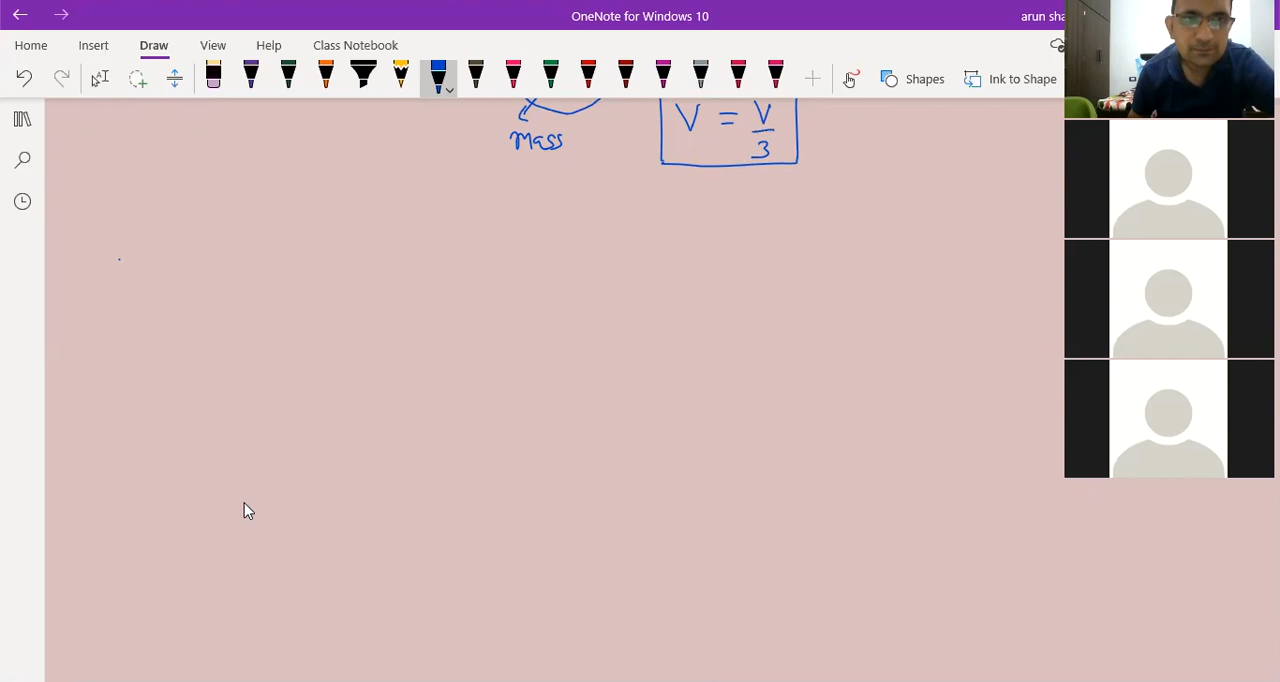 OneNote for Windows 10
arun sha
Home Insert Draw View Help Class Notebook
Shapes Ink to Shape
Mass
V = V/3